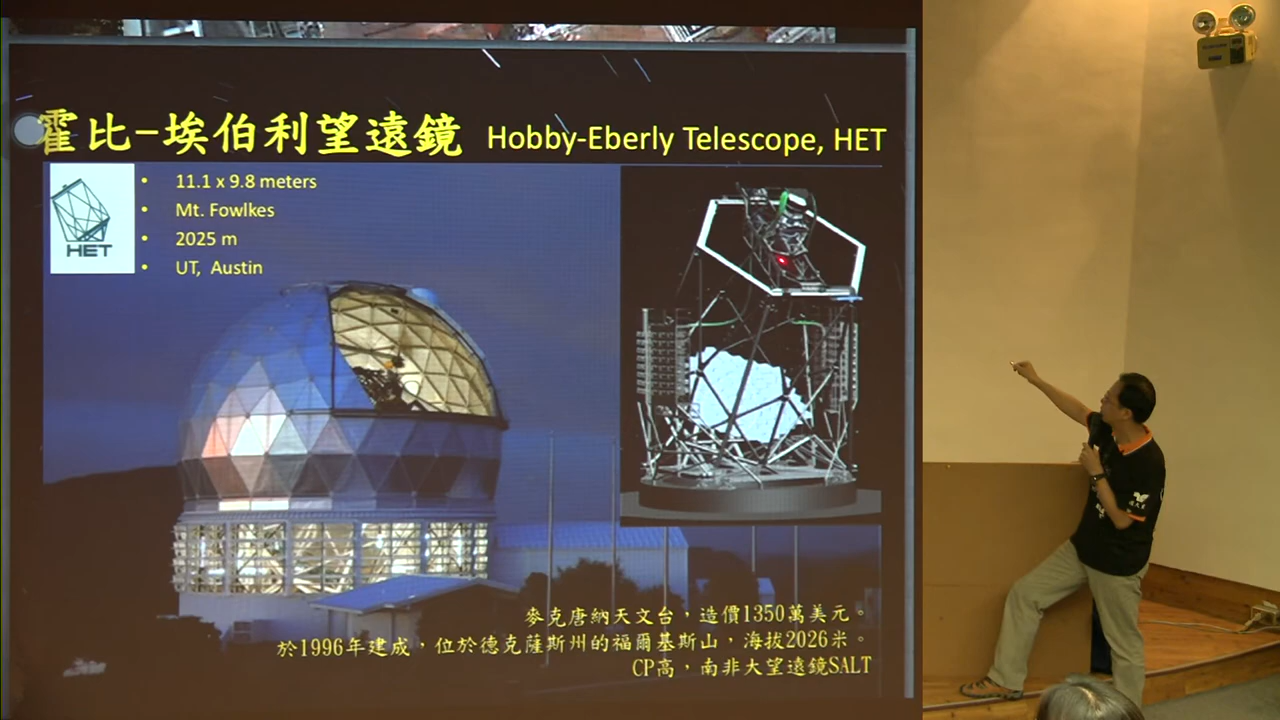 霍比-埃伯利望遠鏡 Hobby-Eberly Telescope, HET
HET
• 11.1 x 9.8 meters
• Mt. Fowlkes
• 2025 m
• UT, Austin
麥克唐納天文台，造價1350萬美元。
於1996年建成，位於德克薩斯州的福爾基斯山，海拔2026米。
CP高，南非大望遠鏡SALT